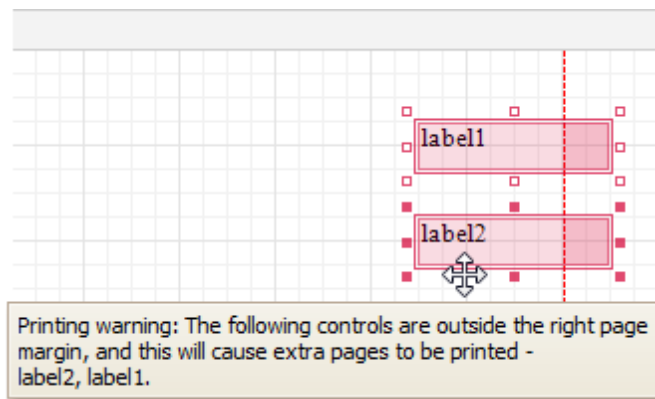 label1
label2
Printing warning: The following controls are outside the right page
margin, and this will cause extra pages to be printed -
label2, label1.